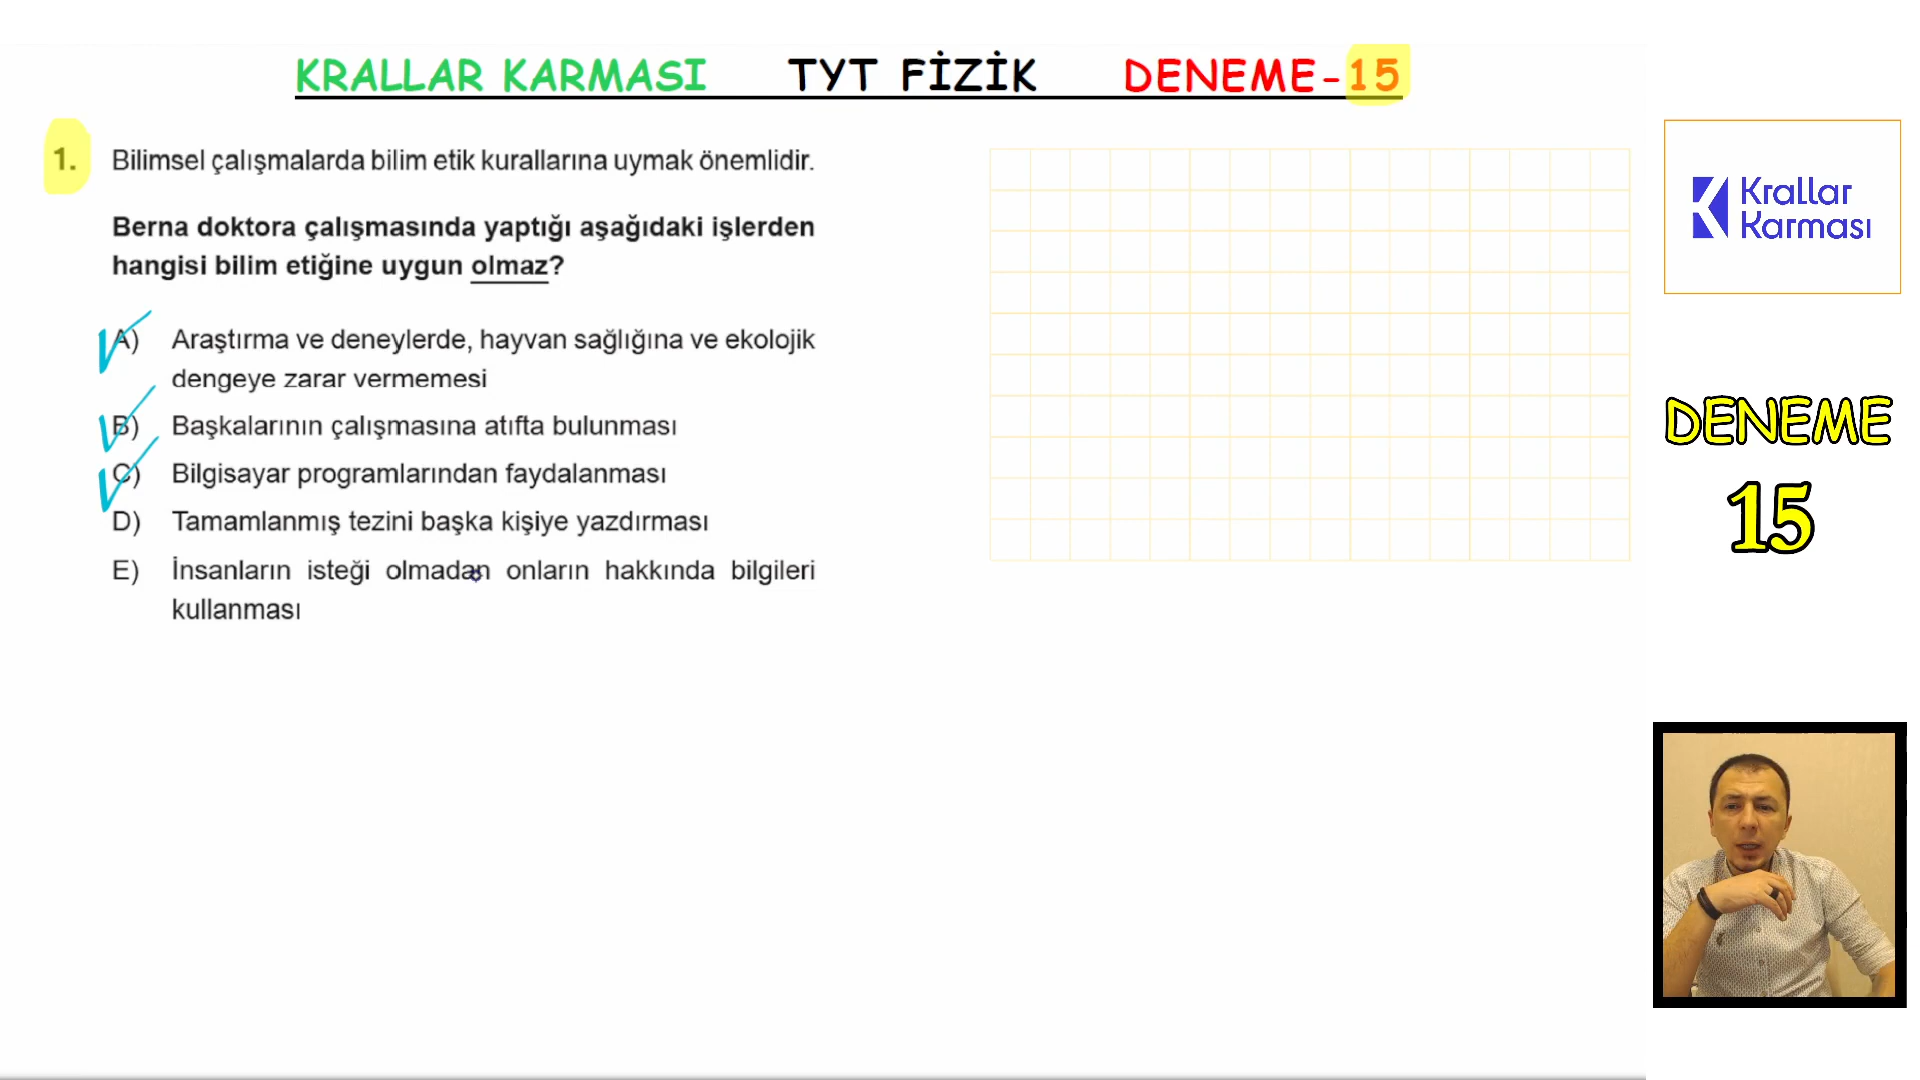 KRALLAR KARMASI TYT FİZİK DENEME-15
1. Bilimsel çalışmalarda bilim etik kurallarına uymak önemlidir.
Berna doktora çalışmasında yaptığı aşağıdaki işlerden
hangisi bilim etiğine uygun olmaz?
A) Araştırma ve deneylerde, hayvan sağlığına ve ekolojik
dengeye zarar vermemesi
B) Başkalarının çalışmasına atıfta bulunması
C) Bilgisayar programlarından faydalanması
D) Tamamlanmış tezini başka kişiye yazdırması
E) İnsanların isteği olmadan onların hakkında bilgileri
kullanması
Krallar
Karması
DENEME
15